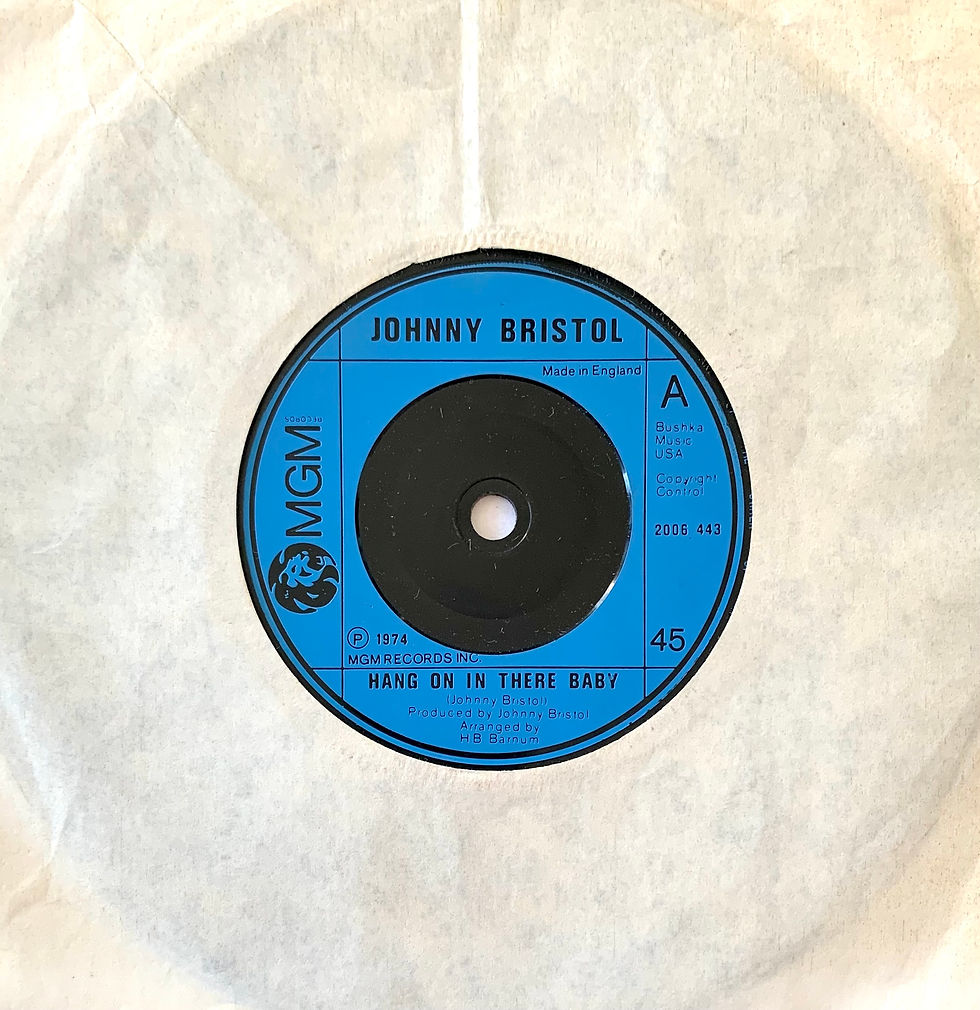 JOHNNY BRISTOL
Made in England
A
Bushka
Music
USA
Copyright
Control
2006 443
45
RECORDS
MGM
Ⓟ 1974
MGM RECORDS INC.
HANG ON IN THERE BABY
(Johnny Bristol)
Produced by Johnny Bristol
Arranged by
H B Barnum